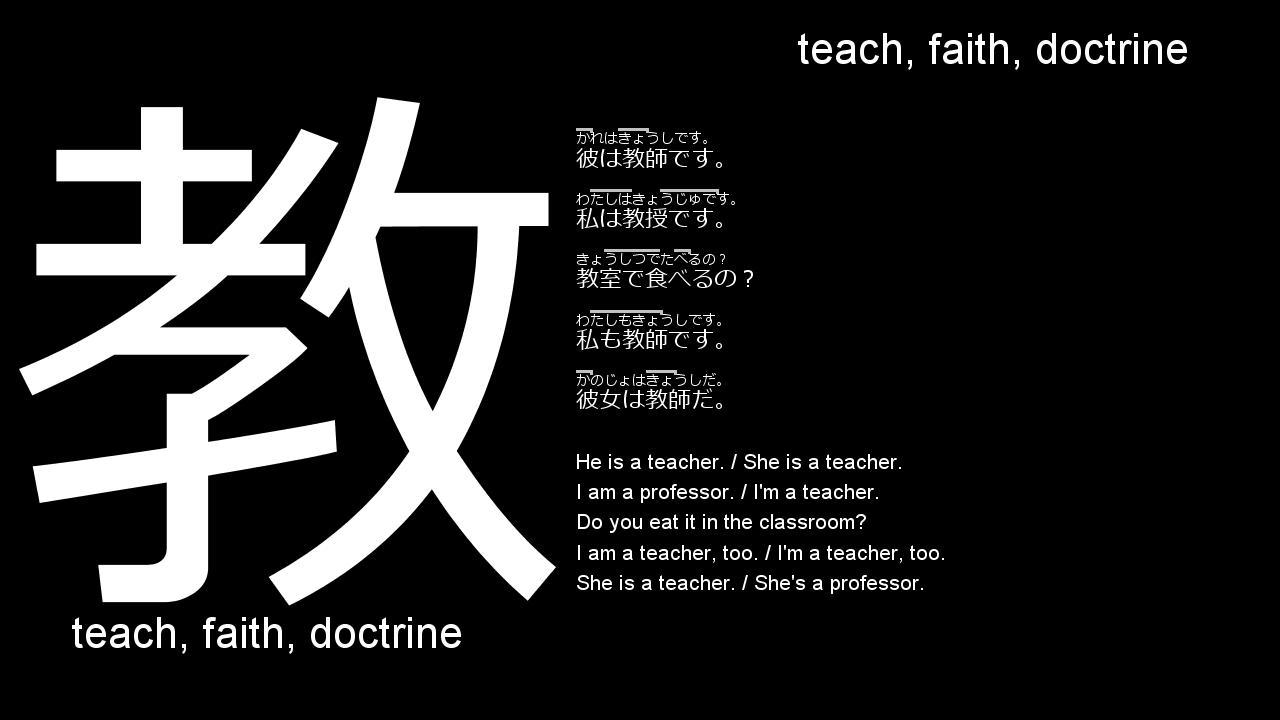 teach, faith, doctrine
教
かれはきょうしです。
彼は教師です。
わたしはきょうじゅです。
私は教授です。
きょうしつでたべるの？
教室で食べるの？
わたしもきょうしです。
私も教師です。
かのじょはきょうしだ。
彼女は教師だ。
He is a teacher. / She is a teacher.
I am a professor. / I'm a teacher.
Do you eat it in the classroom?
I am a teacher, too. / I'm a teacher, too.
She is a teacher. / She's a professor.
teach, faith, doctrine